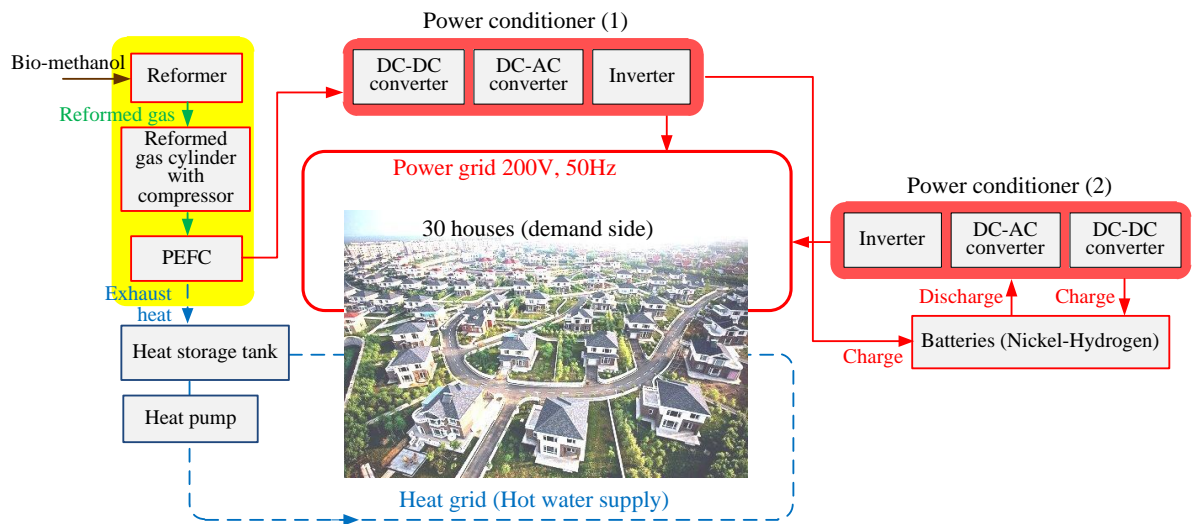 Power conditioner (1)
Bio-methanol
Reformer
DC-DC
converter
DC-AC
converter
Inverter
Reformed gas
Reformed
gas cylinder
with
compressor
Power grid 200V, 50Hz
Power conditioner (2)
30 houses (demand side)
PEFC
Inverter
DC-AC
converter
DC-DC
converter
Exhaust
heat
Discharge
Charge
Heat storage tank
Charge
Batteries (Nickel-Hydrogen)
Heat pump
Heat grid (Hot water supply)